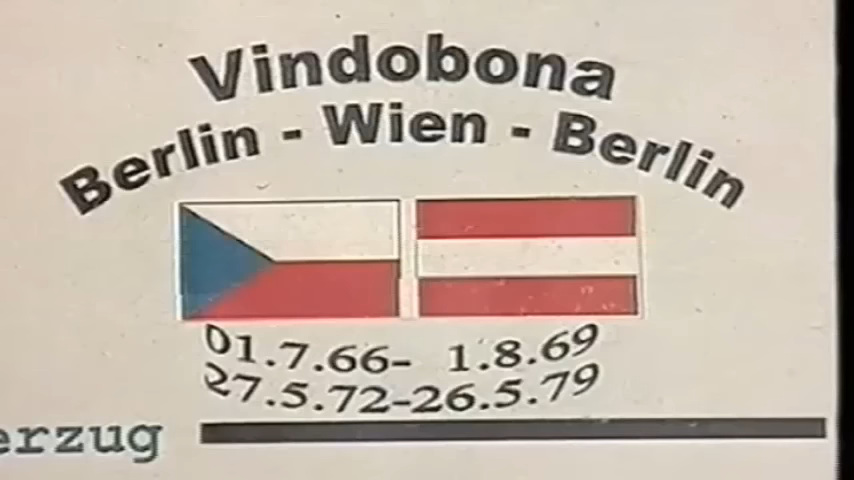 Vindobona
Berlin - Wien - Berlin
01.7.66- 1.8.69
27.5.72-26.5.79
erzug